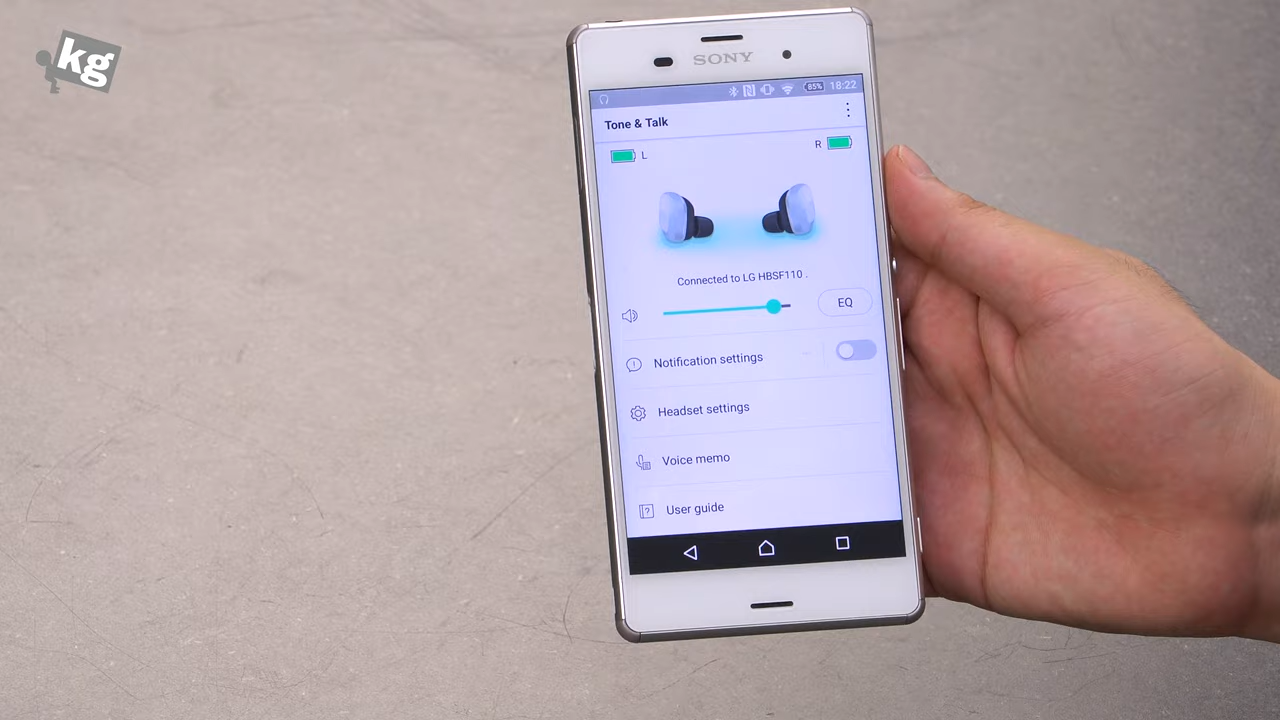 kg
SONY
85% 18:22
Tone & Talk
L
R
Connected to LG HBSF110 .
EQ
Notification settings
Headset settings
Voice memo
User guide